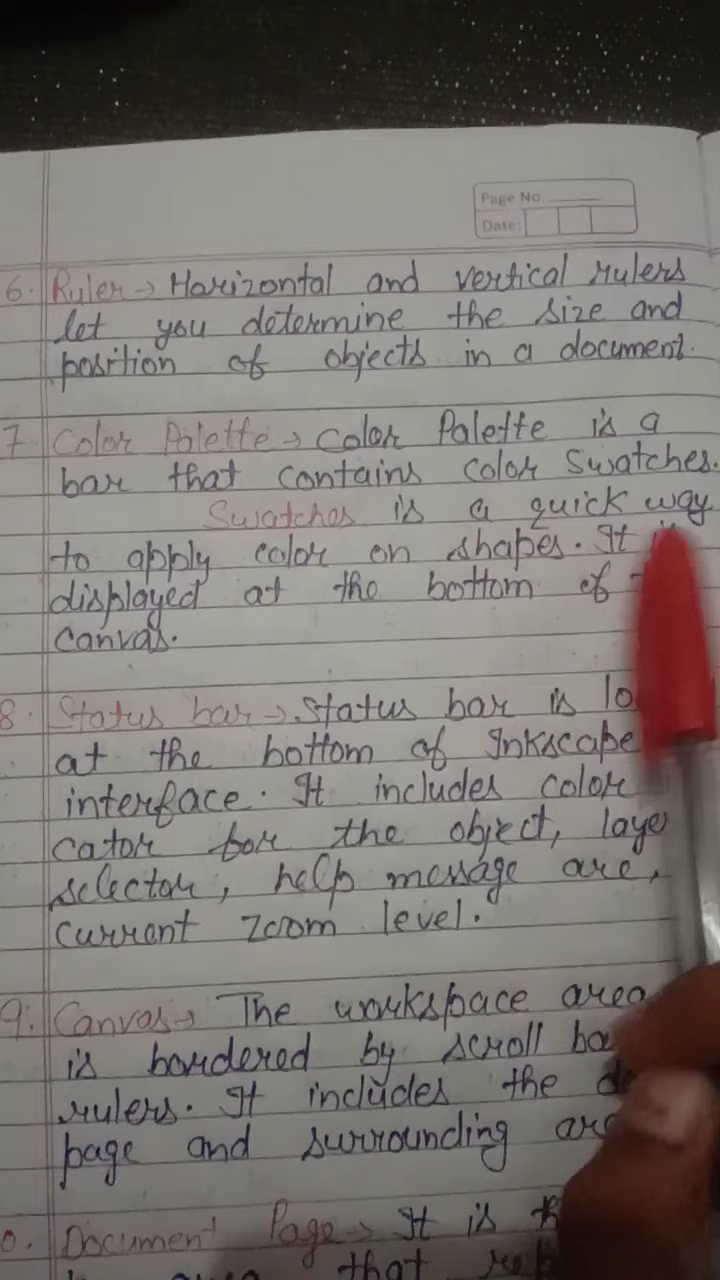 Page No.
Date:
6. Ruler → Horizontal and vertical rulers
let you determine the size and
position of objects in a document.
7 Color Palette → Color Palette is a
bar that contains color swatches.
Swatches is a quick way
to apply color on shapes. It
displayed at the bottom of
canvas.
8. Status bar → Status bar is
at the bottom of Inkscape
interface. It includes color
cator for the object,
selector, help message are,
current zoom level.
9. Canvas → The workspace area
is bordered by scroll
rulers. It includes the
page and surrounding
0. Document Page → It is
that